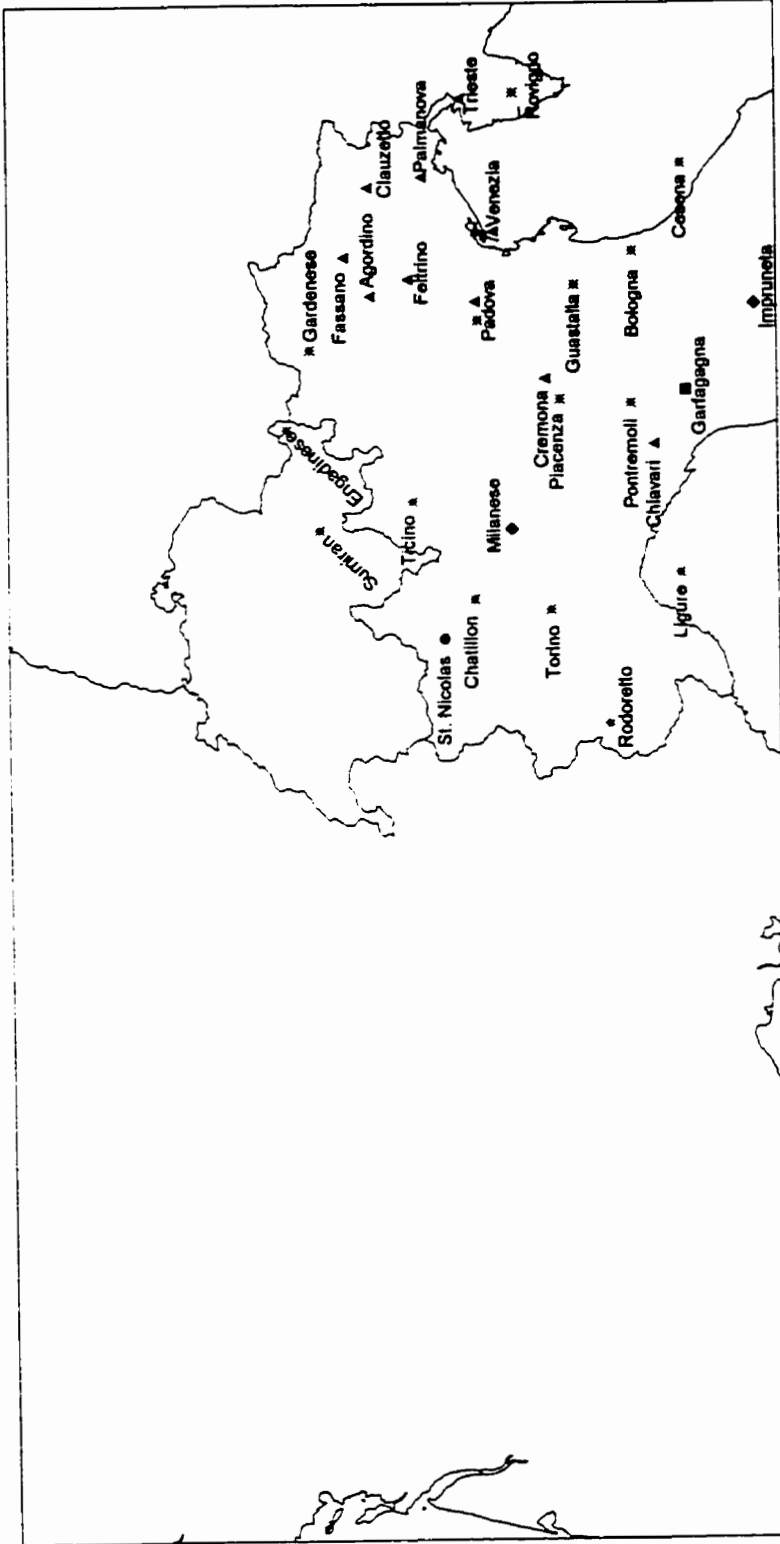 Gardenese
Fassano
Agordino
Clauzetto
Palmanova
Trieste
Rovigno
Feltrino
Venezia
Padova
Engadinese
Surmiran
Ticino
Milanese
St. Nicolas
Chatillon
Torino
Rodoretto
Cremona
Piacenza
Guastalla
Bologna
Cesena
Pontremoli
Chiavari
Ligure
Garfagagna
Impruneta